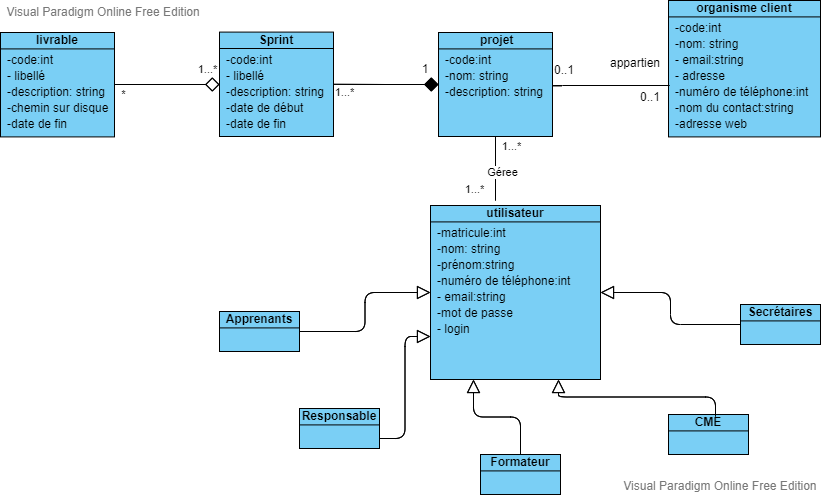 Visual Paradigm Online Free Edition
livrable
-code:int
- libellé
-description: string
-chemin sur disque
-date de fin
*
1...*
Sprint
-code:int
- libellé
-description: string
-date de début
-date de fin
1...*
1
projet
-code:int
-nom: string
-description: string
0..1
appartien
0..1
organisme client
-code:int
-nom: string
- email:string
- adresse
-numéro de téléphone:int
-nom du contact:string
-adresse web
1...*
Géree
1...*
utilisateur
-matricule:int
-nom: string
-prénom:string
-numéro de téléphone:int
- email:string
-mot de passe
- login
Apprenants
Secrétaires
Responsable
CME
Formateur
Visual Paradigm Online Free Edition